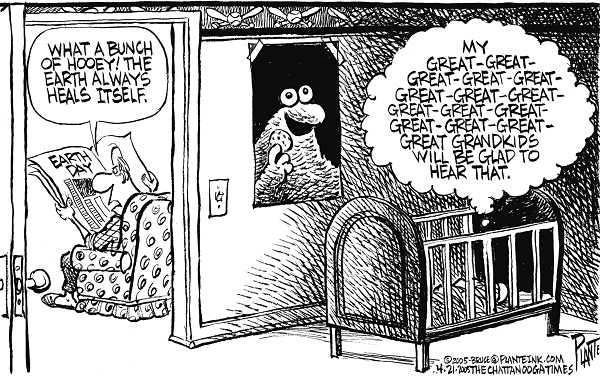 WHAT A BUNCH
OF HOOEY! THE
EARTH ALWAYS
HEALS ITSELF.
EARTH
DAY
MY
GREAT-GREAT-
GREAT-GREAT-GREAT-
GREAT-GREAT-GREAT-
GREAT-GREAT-GREAT-
GREAT-GREAT-GREAT-
GREAT GRANDKIDS
WILL BE GLAD TO
HEAR THAT.
PLANTE
©2005-BRUCE@PLANTEINK.COM
4.21.2005 THE CHATTANOOGA TIMES